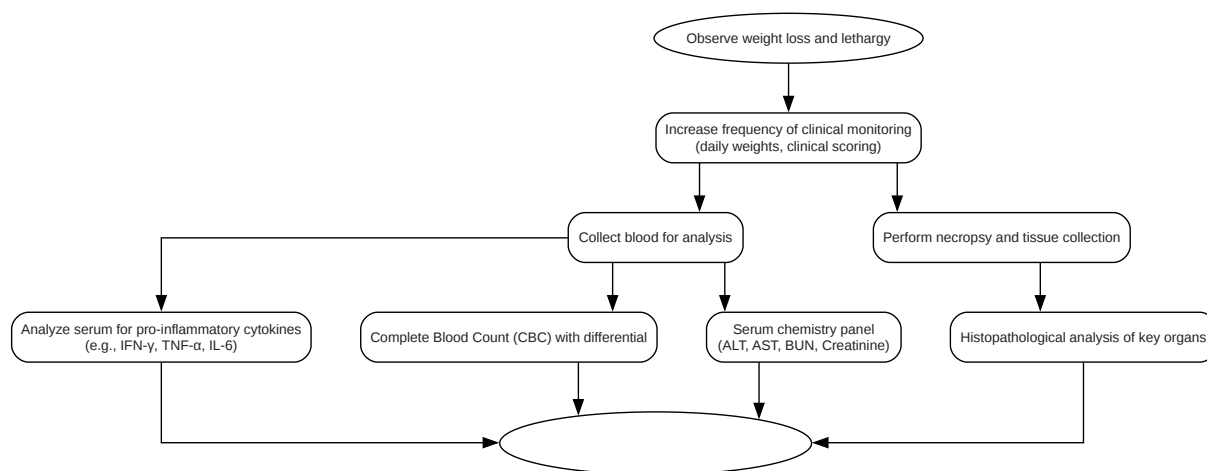 Observe weight loss and lethargy
Increase frequency of clinical monitoring
(daily weights, clinical scoring)
Collect blood for analysis
Perform necropsy and tissue collection
Analyze serum for pro-inflammatory cytokines
(e.g., IFN-γ, TNF-α, IL-6)
Complete Blood Count (CBC) with differential
Serum chemistry panel
(ALT, AST, BUN, Creatinine)
Histopathological analysis of key organs